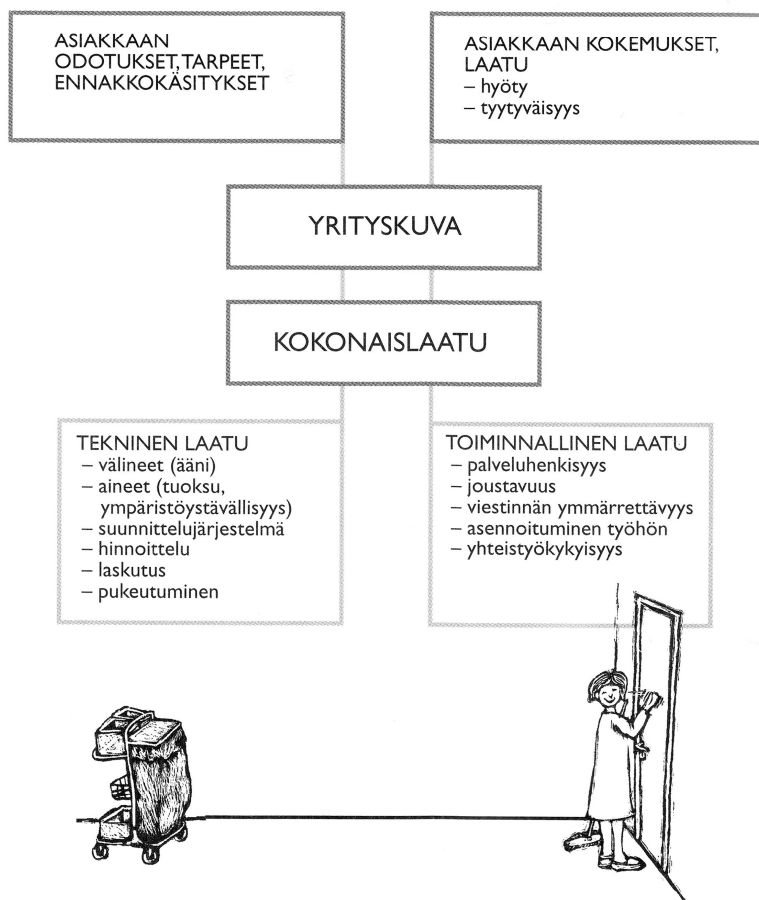 ASIAKKAAN
ODOTUKSET, TARPEET,
ENNAKKOKÄSITYKSET
ASIAKKAAN KOKEMUKSET,
LAATU
– hyöty
– tyytyväisyys
YRITYSKUVA
KOKONAISLAATU
TEKNINEN LAATU
– välineet (ääni)
– aineet (tuoksu,
ympäristöystävällisyys)
– suunnittelujärjestelmä
– hinnoittelu
– laskutus
– pukeutuminen
TOIMINNALLINEN LAATU
– palveluhenkisyys
– joustavuus
– viestinnän ymmärrettävyys
– asennoituminen työhön
– yhteistyökykyisyys